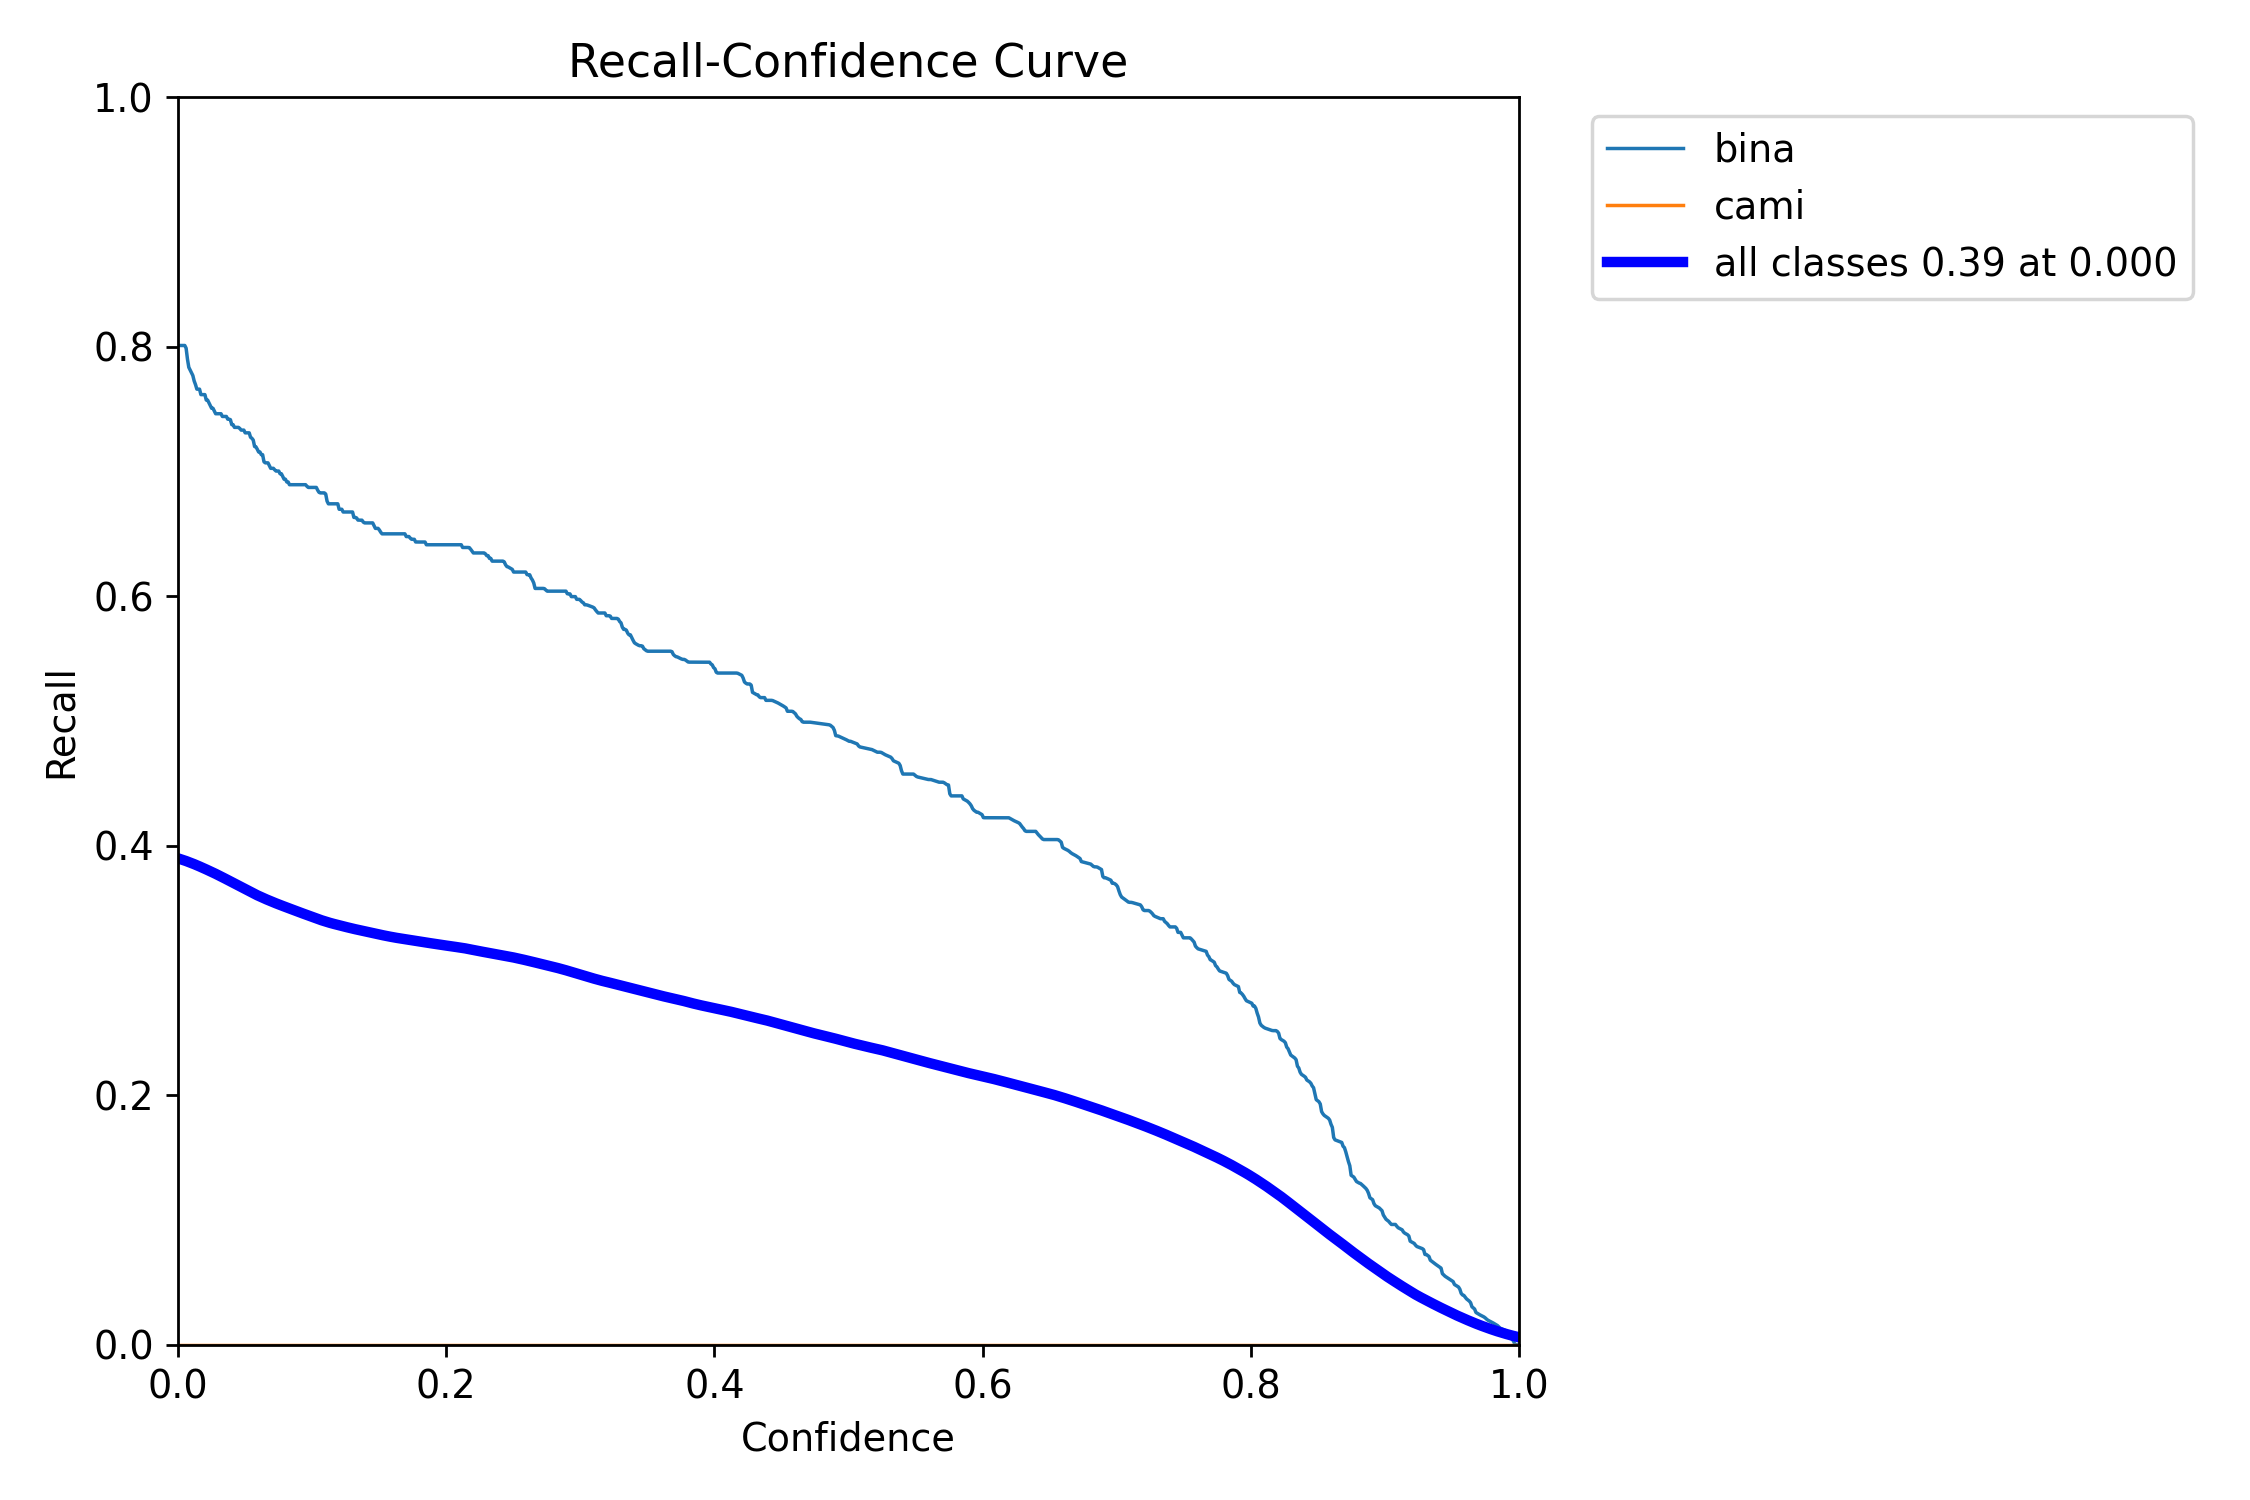 Recall-Confidence Curve
1.0
0.8
0.6
0.4
0.2
0.0
Recall
0.0 0.2 0.4 0.6 0.8 1.0
Confidence
bina
cami
all classes 0.39 at 0.000